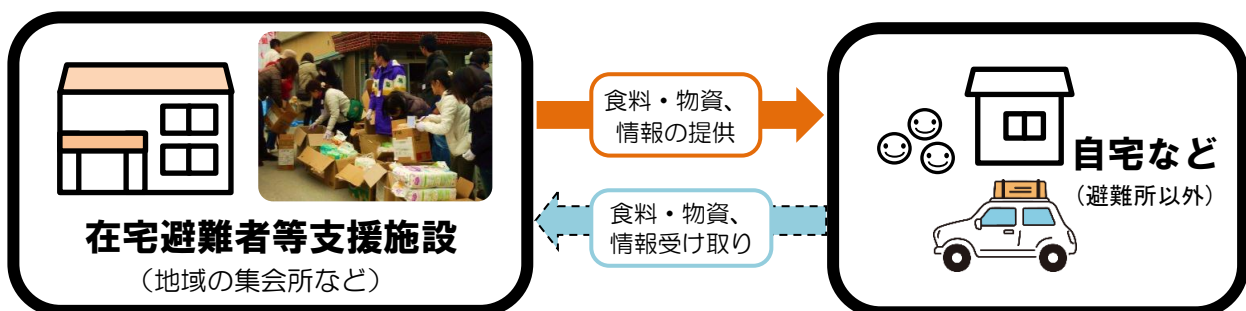 在宅避難者等支援施設
（地域の集会所など）
食料・物資、
情報の提供
食料・物資、
情報受け取り
自宅など
（避難所以外）